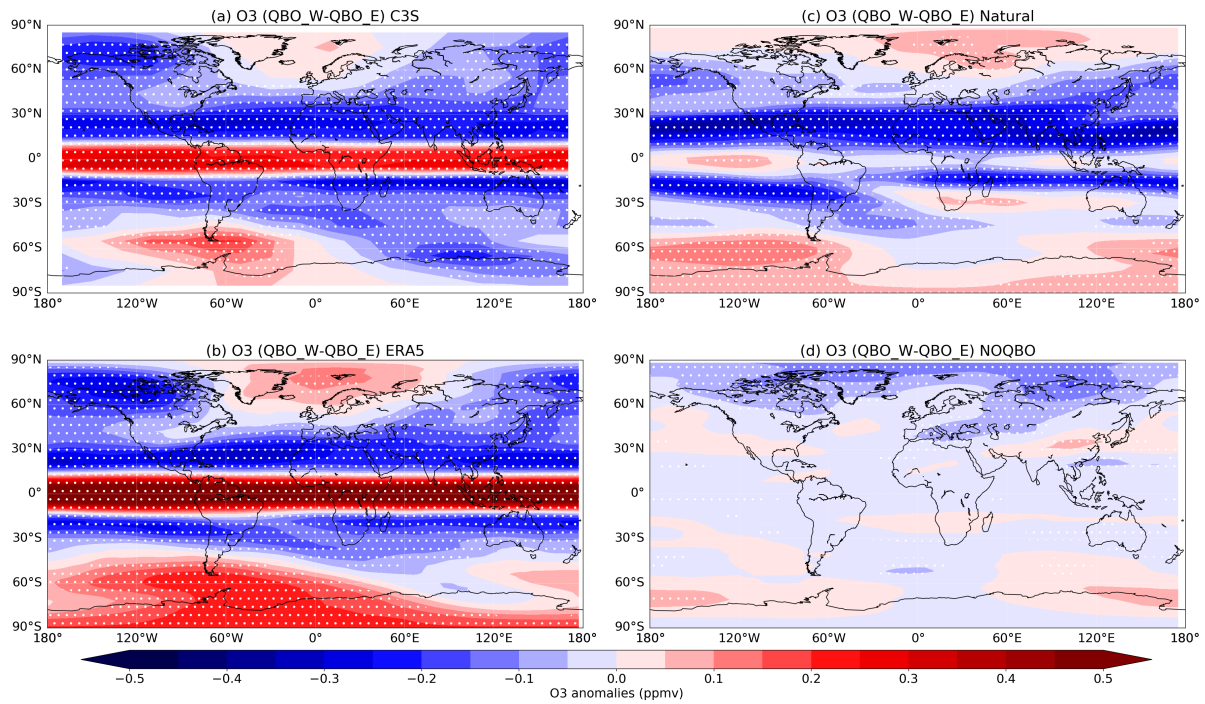 (a) O3 (QBO_W-QBO_E) C3S
90°N
60°N
30°N
0°
30°S
60°S
90°S
180° 120°W 60°W 0° 60°E 120°E 180°
(c) O3 (QBO_W-QBO_E) Natural
90°N
60°N
30°N
0°
30°S
60°S
90°S
180° 120°W 60°W 0° 60°E 120°E 180°
(b) O3 (QBO_W-QBO_E) ERA5
90°N
60°N
30°N
0°
30°S
60°S
90°S
180° 120°W 60°W 0° 60°E 120°E 180°
(d) O3 (QBO_W-QBO_E) NOQBO
90°N
60°N
30°N
0°
30°S
60°S
90°S
180° 120°W 60°W 0° 60°E 120°E 180°
−0.5 −0.4 −0.3 −0.2 −0.1 0.0 0.1 0.2 0.3 0.4 0.5
O3 anomalies (ppmv)